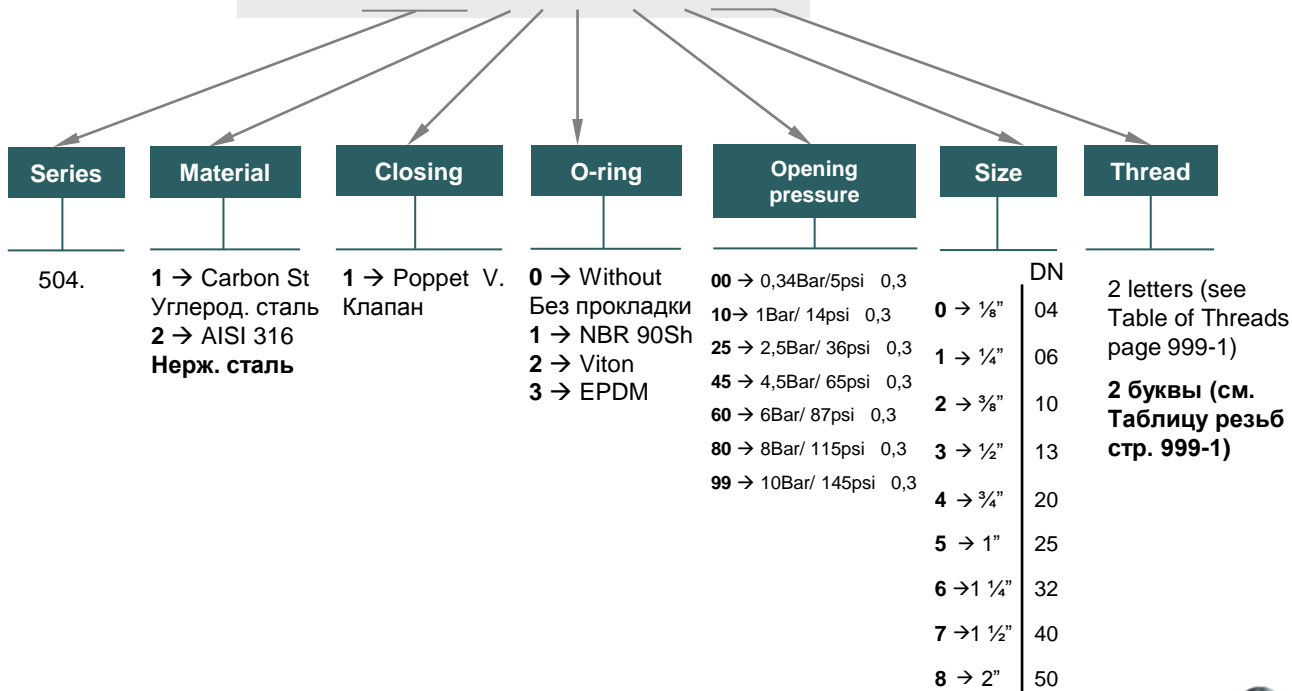 Series
Material
Closing
O-ring
Opening
pressure
Size
Thread
504.
1 → Carbon St
Углерод. сталь
2 → AISI 316
Нерж. сталь
1 → Poppet V.
Клапан
0 → Without
Без прокладки
1 → NBR 90Sh
2 → Viton
3 → EPDM
00 → 0,34Bar/5psi 0,3
10→ 1Bar/ 14psi 0,3
25 → 2,5Bar/ 36psi 0,3
45 → 4,5Bar/ 65psi 0,3
60 → 6Bar/ 87psi 0,3
80 → 8Bar/ 115psi 0,3
99 → 10Bar/ 145psi 0,3
DN
0 → ⅛” 04
1 → ¼” 06
2 → ⅜” 10
3 → ½” 13
4 → ¾” 20
5 → 1” 25
6 →1 ¼” 32
7 →1 ½” 40
8 → 2” 50
2 letters (see
Table of Threads
page 999-1)
2 буквы (см.
Таблицу резьб
стр. 999-1)